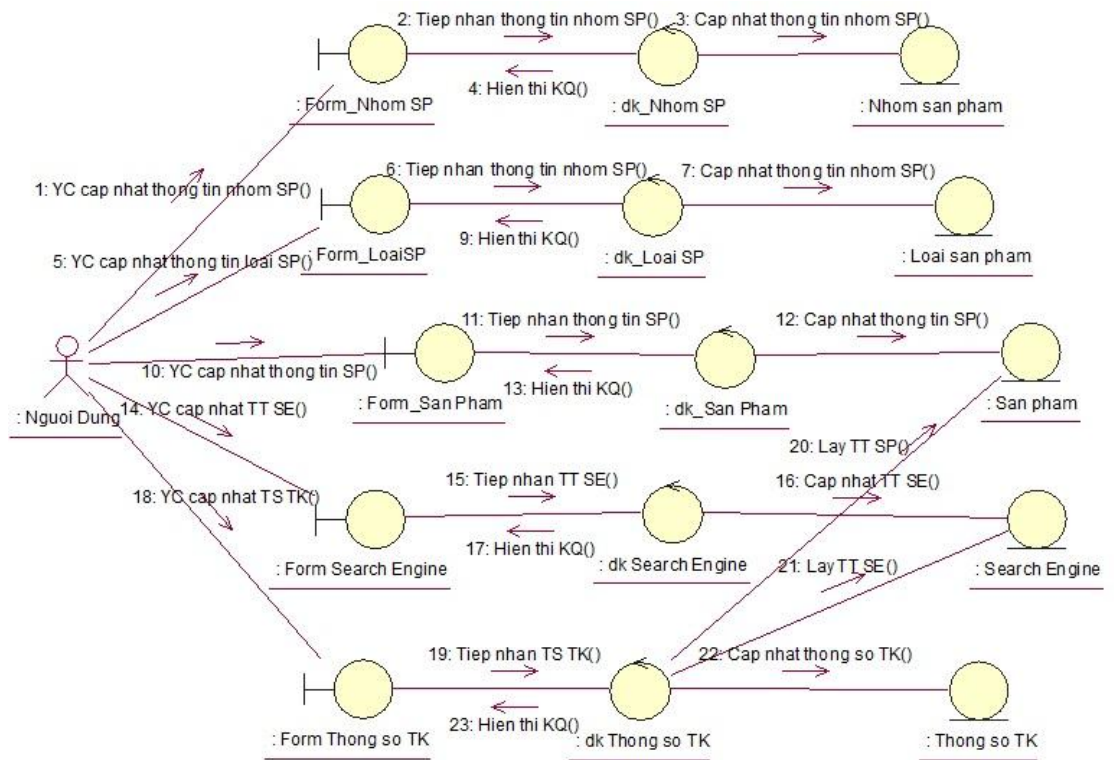 2: Tiep nhan thong tin nhom SP()
3: Cap nhat thong tin nhom SP()
4: Hien thi KQ()
: Form_Nhom SP
: dk_Nhom SP
: Nhom san pham
1: YC cap nhat thong tin nhom SP()
6: Tiep nhan thong tin nhom SP()
7: Cap nhat thong tin nhom SP()
9: Hien thi KQ()
: Form_LoaiSP
: dk_Loai SP
: Loai san pham
5: YC cap nhat thong tin loai SP()
11: Tiep nhan thong tin SP()
12: Cap nhat thong tin SP()
10: YC cap nhat thong tin SP()
13: Hien thi KQ()
: Form_San Pham
: dk_San Pham
: San pham
14: YC cap nhat TT SE()
: Nguoi Dung
20: Lay TT SP()
15: Tiep nhan TT SE()
16: Cap nhat TT SE()
18: YC cap nhat TS TK()
17: Hien thi KQ()
: Form Search Engine
: dk Search Engine
21: Lay TT SE()
: Search Engine
19: Tiep nhan TS TK()
22: Cap nhat thong so TK()
23: Hien thi KQ()
: Form Thong so TK
: dk Thong so TK
: Thong so TK